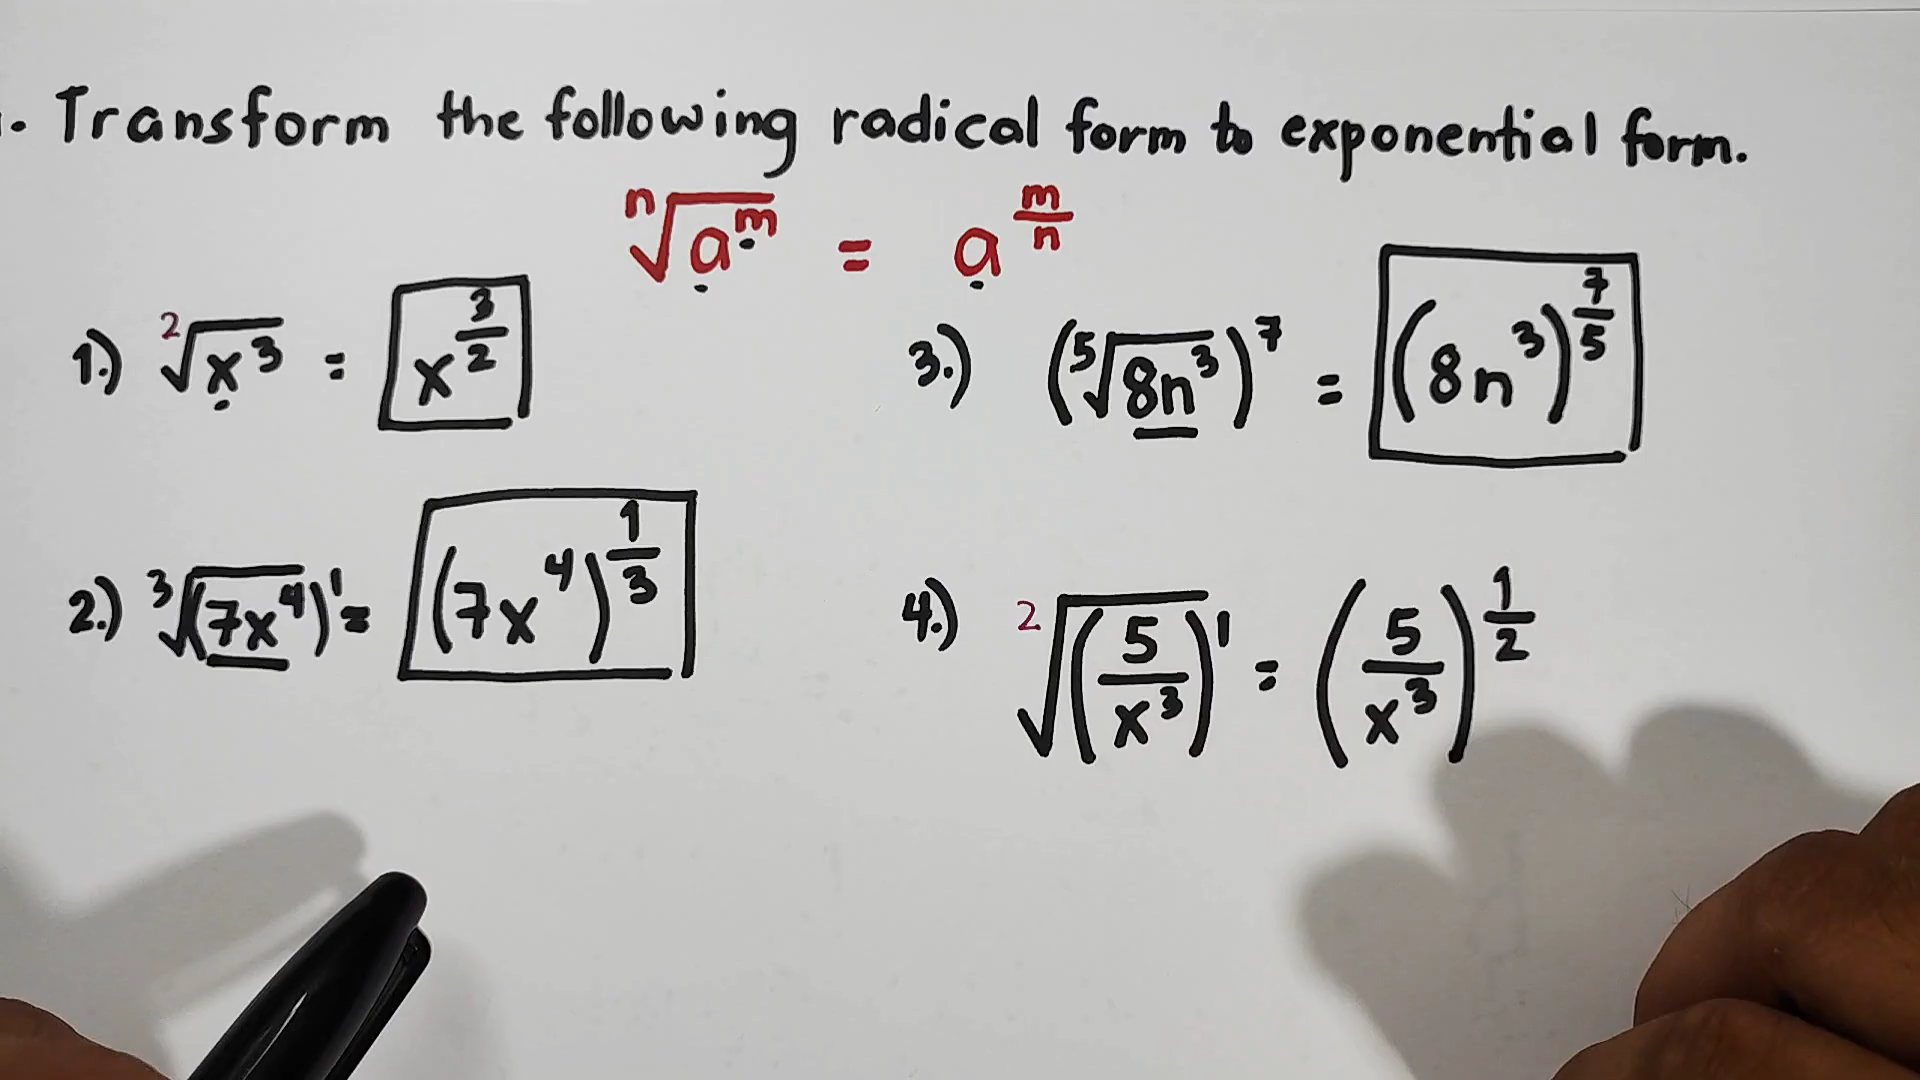 . Transform the following radical form to exponential form.
ⁿ√aᵐ = a^(m/n)
1.) ²√x³ = x^(3/2)
2.) ³√(7x⁴)¹ = (7x⁴)^(1/3)
3.) (⁵√8n³)⁷ = (8n³)^(7/5)
4.) ²√(5/x³)¹ = (5/x³)^(1/2)